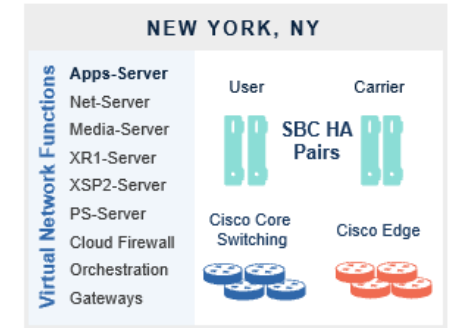 NEW YORK, NY
Virtual Network Functions
Apps-Server
Net-Server
Media-Server
XR1-Server
XSP2-Server
PS-Server
Cloud Firewall
Orchestration
Gateways
User
Carrier
SBC HA
Pairs
Cisco Core
Switching
Cisco Edge